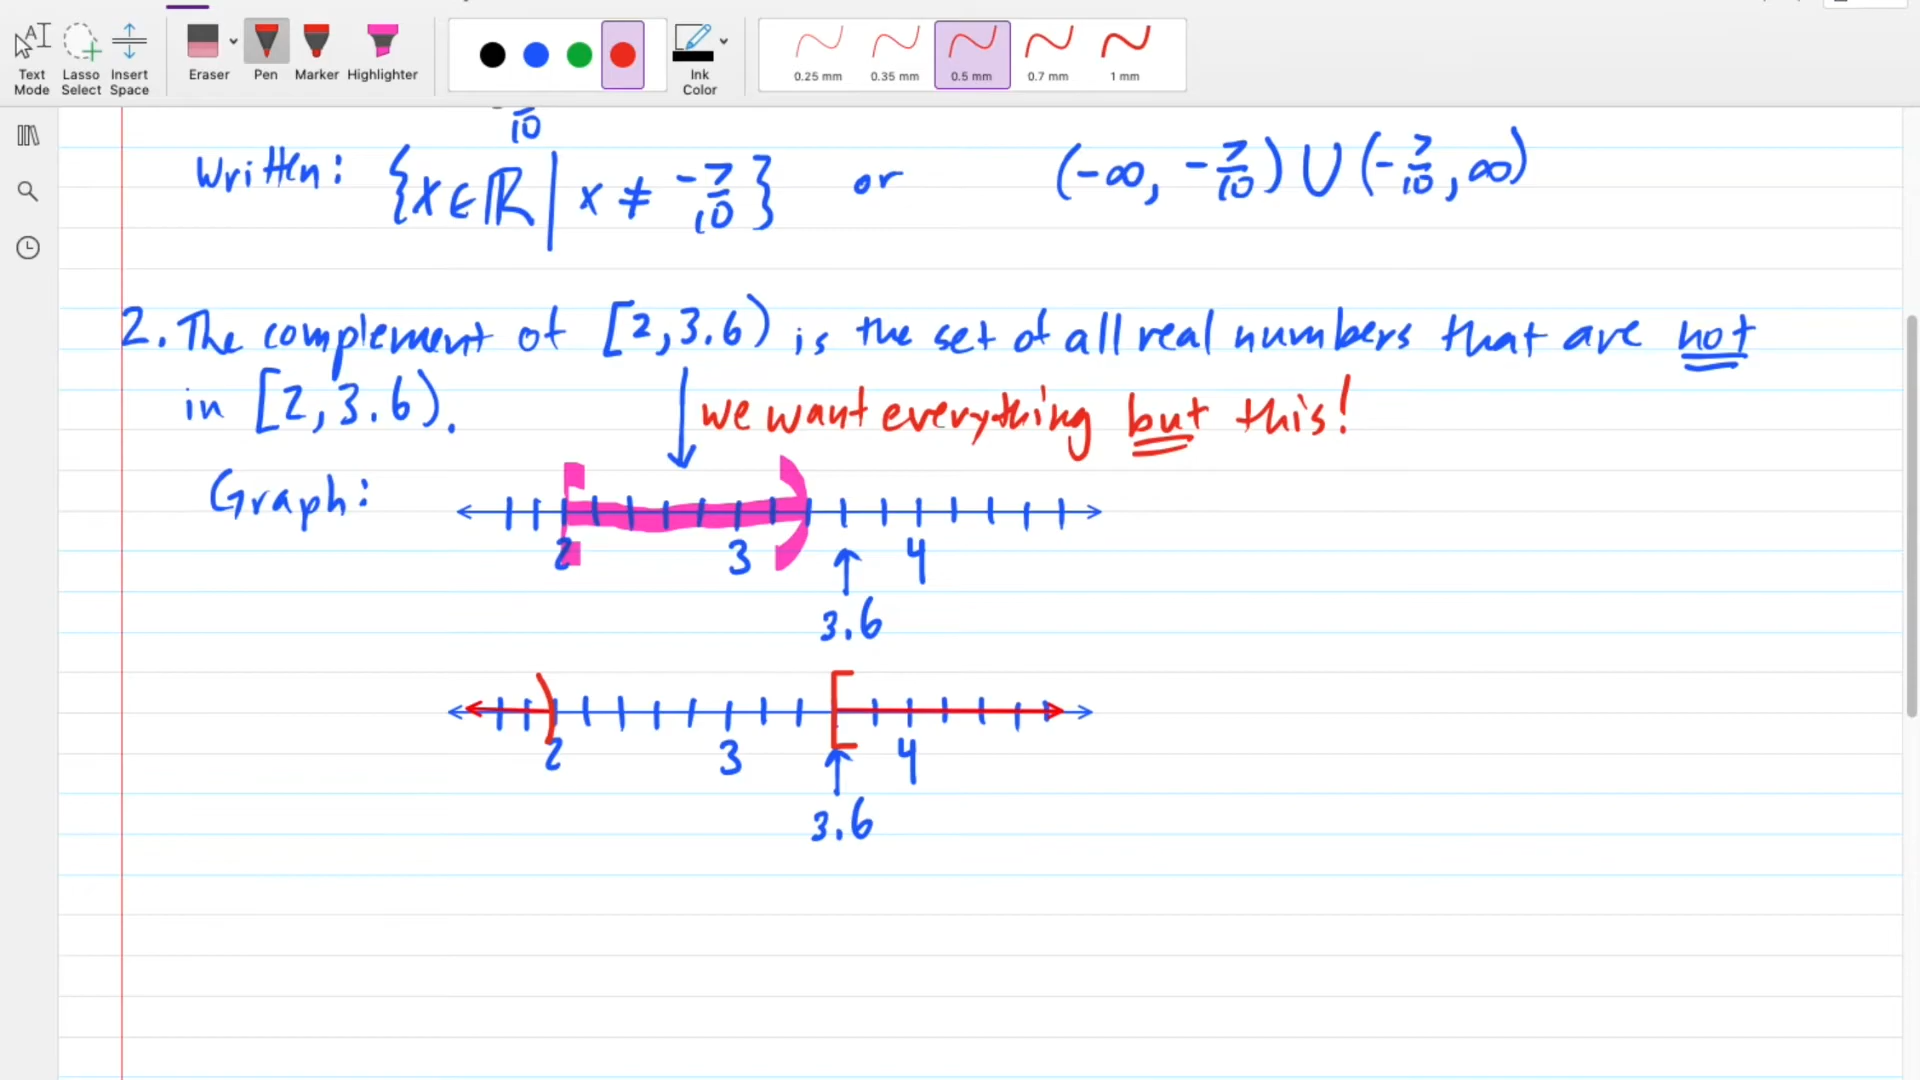 Text Mode
Lasso Select
Insert Space
Eraser
Pen
Marker
Highlighter
Ink Color
0.25 mm
0.35 mm
0.5 mm
0.7 mm
1 mm
10
Written: {x ∈ ℝ | x ≠ -7/10} or (-∞, -7/10) ∪ (-7/10, ∞)
2. The complement of [2, 3.6) is the set of all real numbers that are not
in [2, 3.6).
we want everything but this!
Graph:
2 3 4
3.6
2 3 4
3.6